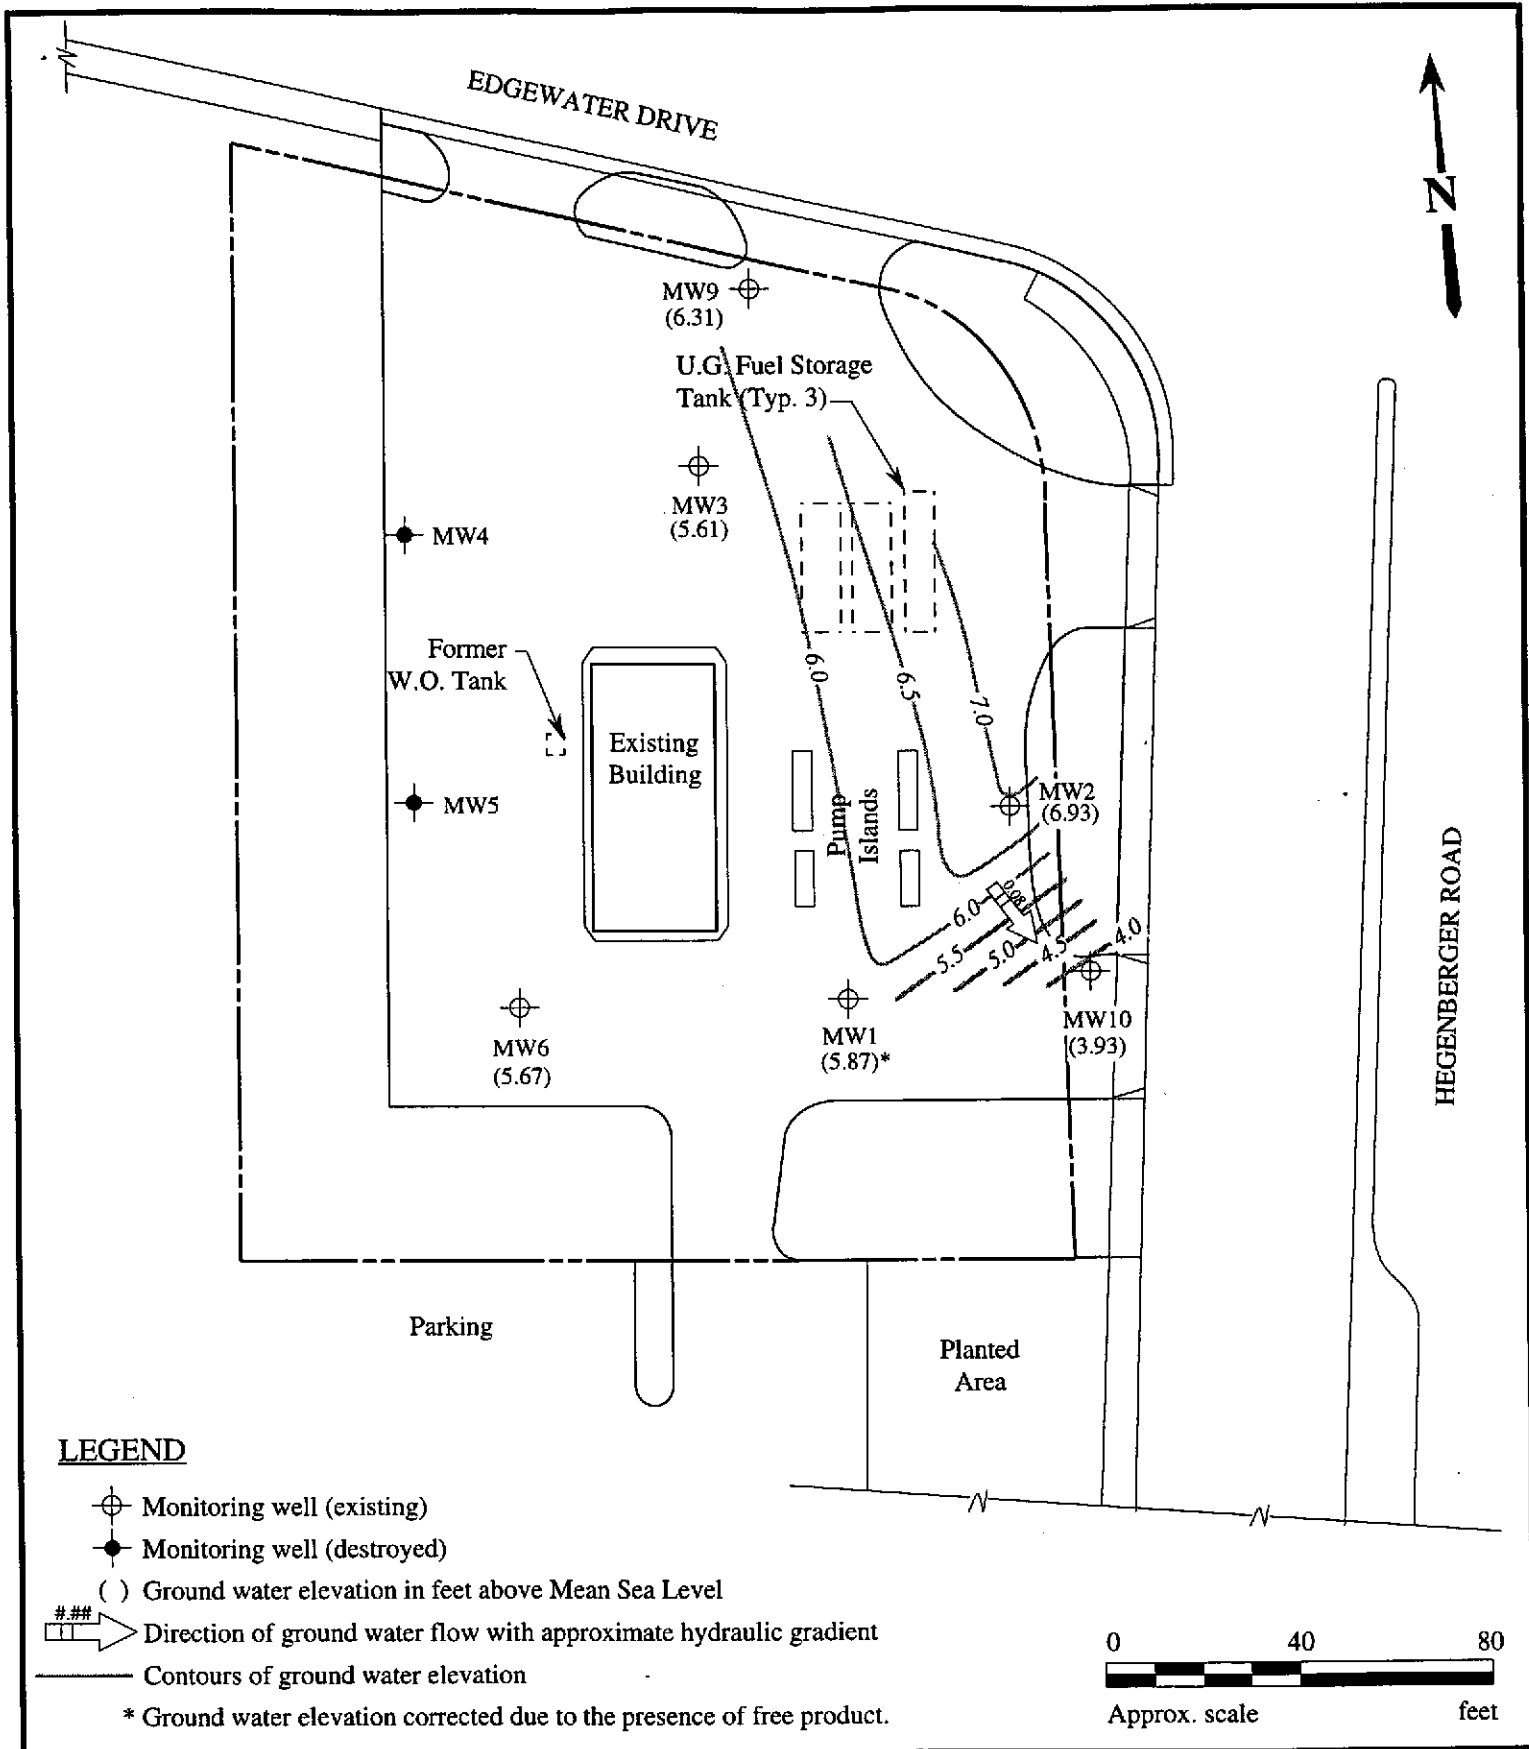 EDGEWATER DRIVE
N
MW9
(6.31)
U.G. Fuel Storage
Tank (Typ. 3)
MW3
(5.61)
MW4
Former
W.O. Tank
6.0
6.5
7.0
Existing
Building
MW5
Pump
Islands
MW2
(6.93)
0.08
6.0
5.5
5.0
4.5
4.0
HEGENBERGER ROAD
MW6
(5.67)
MW1
(5.87)*
MW10
(3.93)
Parking
Planted
Area
LEGEND
Monitoring well (existing)
Monitoring well (destroyed)
( ) Ground water elevation in feet above Mean Sea Level
#.## Direction of ground water flow with approximate hydraulic gradient
Contours of ground water elevation
* Ground water elevation corrected due to the presence of free product.
0 40 80
Approx. scale feet